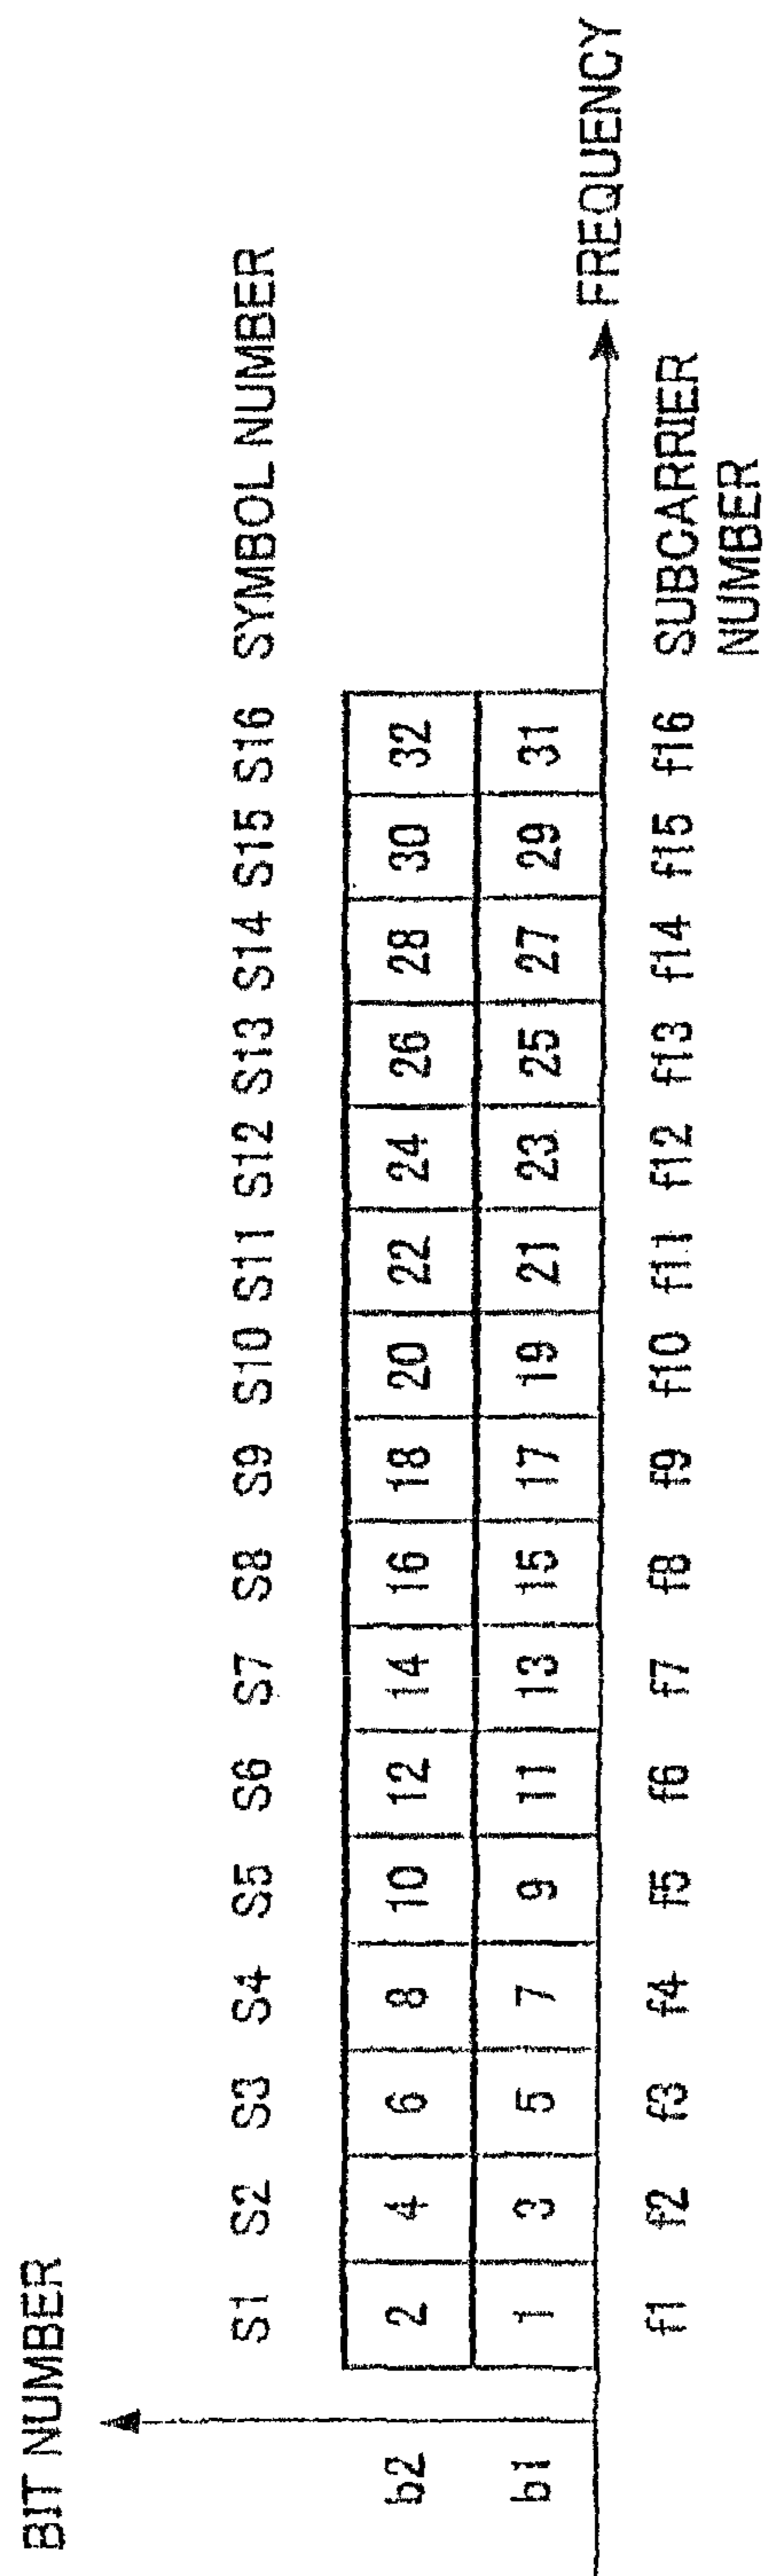 BIT NUMBER
S1 S2 S3 S4 S5 S6 S7 S8 S9 S10 S11 S12 S13 S14 S15 S16 SYMBOL NUMBER
b2 2 4 6 8 10 12 14 16 18 20 22 24 26 28 30 32
b1 1 3 5 7 9 11 13 15 17 19 21 23 25 27 29 31
FREQUENCY
f1 f2 f3 f4 f5 f6 f7 f8 f9 f10 f11 f12 f13 f14 f15 f16 SUBCARRIER
NUMBER